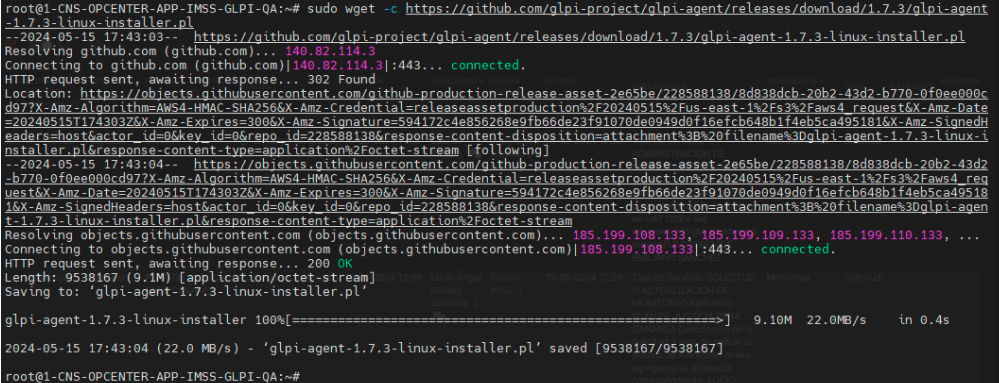 root@1-CNS-OPCENTER-APP-IMSS-GLPI-QA:~# sudo wget -c https://github.com/glpi-project/glpi-agent/releases/download/1.7.3/glpi-agent
-1.7.3-linux-installer.pl
--2024-05-15 17:43:03--  https://github.com/glpi-project/glpi-agent/releases/download/1.7.3/glpi-agent-1.7.3-linux-installer.pl
Resolving github.com (github.com)... 140.82.114.3
Connecting to github.com (github.com)|140.82.114.3|:443... connected.
HTTP request sent, awaiting response... 302 Found
Location: https://objects.githubusercontent.com/github-production-release-asset-2e65be/228588138/8d838dcb-20b2-43d2-b770-0f0ee000c
d97?X-Amz-Algorithm=AWS4-HMAC-SHA256&X-Amz-Credential=releaseassetproduction%2F20240515%2Fus-east-1%2Fs3%2Faws4_request&X-Amz-Date
=20240515T174303Z&X-Amz-Expires=300&X-Amz-Signature=594172c4e856268e9fb66de23f91070de0949d0f16efcb648b1f4eb5ca495181&X-Amz-SignedH
eaders=host&actor_id=0&key_id=0&repo_id=228588138&response-content-disposition=attachment%3B%20filename%3Dglpi-agent-1.7.3-linux-i
nstaller.pl&response-content-type=application%2Foctet-stream [following]
--2024-05-15 17:43:04--  https://objects.githubusercontent.com/github-production-release-asset-2e65be/228588138/8d838dcb-20b2-43d2
-b770-0f0ee000cd97?X-Amz-Algorithm=AWS4-HMAC-SHA256&X-Amz-Credential=releaseassetproduction%2F20240515%2Fus-east-1%2Fs3%2Faws4_req
uest&X-Amz-Date=20240515T174303Z&X-Amz-Expires=300&X-Amz-Signature=594172c4e856268e9fb66de23f91070de0949d0f16efcb648b1f4eb5ca49518
1&X-Amz-SignedHeaders=host&actor_id=0&key_id=0&repo_id=228588138&response-content-disposition=attachment%3B%20filename%3Dglpi-agen
t-1.7.3-linux-installer.pl&response-content-type=application%2Foctet-stream
Resolving objects.githubusercontent.com (objects.githubusercontent.com)... 185.199.108.133, 185.199.109.133, 185.199.110.133, ...
Connecting to objects.githubusercontent.com (objects.githubusercontent.com)|185.199.108.133|:443... connected.
HTTP request sent, awaiting response... 200 OK
Length: 9538167 (9.1M) [application/octet-stream]
Saving to: ‘glpi-agent-1.7.3-linux-installer.pl’
glpi-agent-1.7.3-linux-installer 100%[=======================================================>]   9.10M  22.0MB/s    in 0.4s
2024-05-15 17:43:04 (22.0 MB/s) - ‘glpi-agent-1.7.3-linux-installer.pl’ saved [9538167/9538167]
root@1-CNS-OPCENTER-APP-IMSS-GLPI-QA:~#